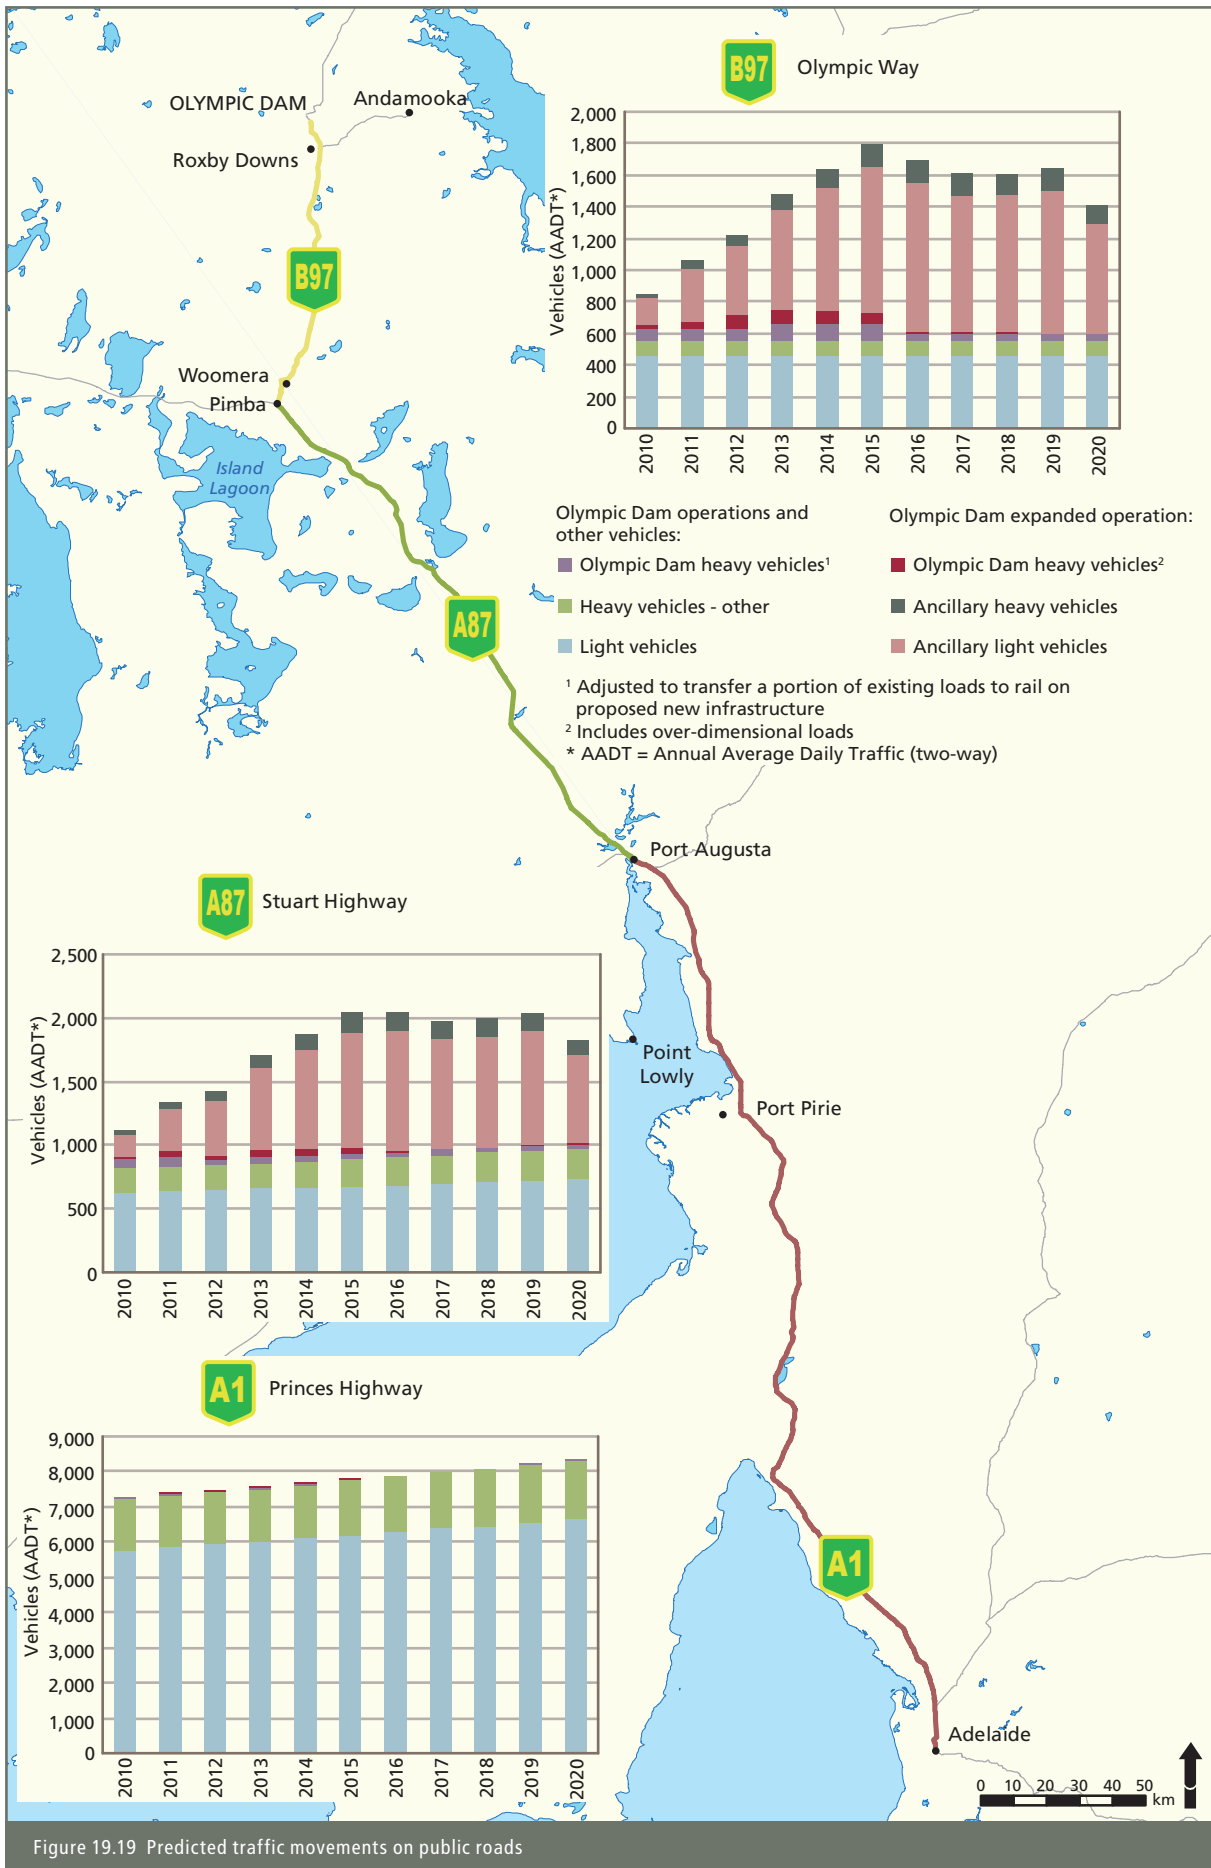 B97 Olympic Way
OLYMPIC DAM
Andamooka
Roxby Downs
B97
Woomera
Pimba
Island
Lagoon
A87
Vehicles (AADT*)
2,000
1,800
1,600
1,400
1,200
1,000
800
600
400
200
0
2010 2011 2012 2013 2014 2015 2016 2017 2018 2019 2020
Olympic Dam operations and
other vehicles:
Olympic Dam heavy vehicles¹
Heavy vehicles - other
Light vehicles
Olympic Dam expanded operation:
Olympic Dam heavy vehicles²
Ancillary heavy vehicles
Ancillary light vehicles
¹ Adjusted to transfer a portion of existing loads to rail on
proposed new infrastructure
² Includes over-dimensional loads
* AADT = Annual Average Daily Traffic (two-way)
Port Augusta
A87 Stuart Highway
Vehicles (AADT*)
2,500
2,000
1,500
1,000
500
0
2010 2011 2012 2013 2014 2015 2016 2017 2018 2019 2020
Point
Lowly
Port Pirie
A1 Princes Highway
Vehicles (AADT*)
9,000
8,000
7,000
6,000
5,000
4,000
3,000
2,000
1,000
0
2010 2011 2012 2013 2014 2015 2016 2017 2018 2019 2020
A1
Adelaide
0 10 20 30 40 50
km
Figure 19.19 Predicted traffic movements on public roads